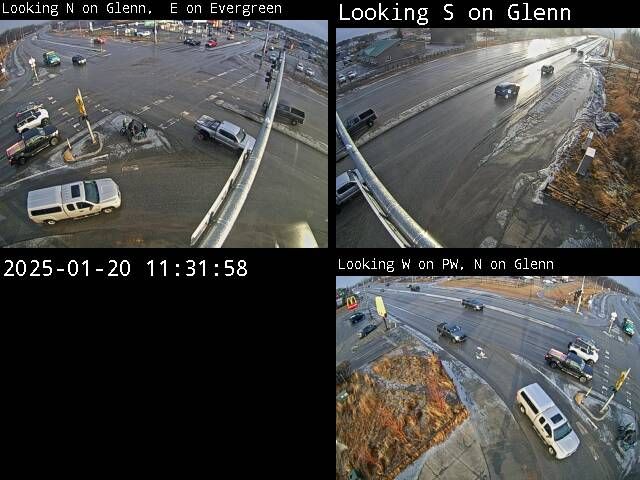 Looking N on Glenn,  E on Evergreen
Looking S on Glenn
2025-01-20 11:31:58
Looking W on PW, N on Glenn